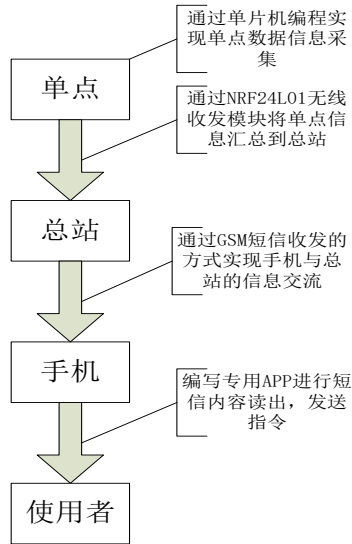 通过单片机编程实
现单点数据信息采
集
单点
通过NRF24L01无线
收发模块将单点信
息汇总到总站
总站
通过GSM短信收发的
方式实现手机与总
站的信息交流
手机
编写专用APP进行短
信内容读出，发送
指令
使用者